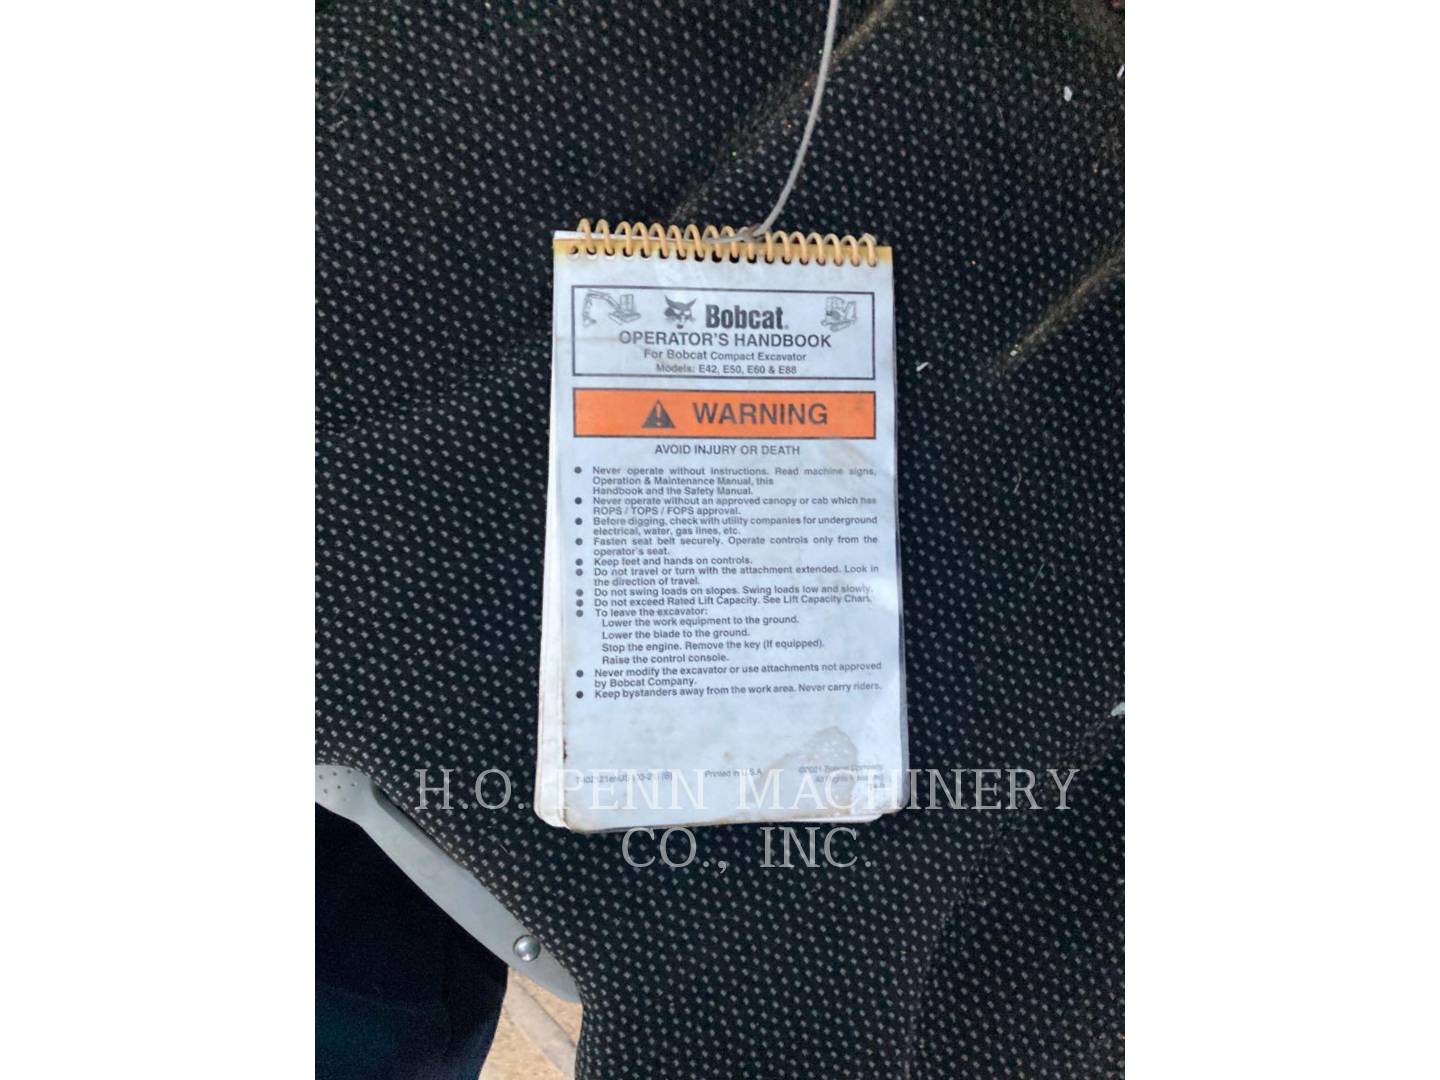 Bobcat®
OPERATOR'S HANDBOOK
For Bobcat Compact Excavator
Models: E42, E50, E60 & E88
WARNING
AVOID INJURY OR DEATH
● Never operate without instructions. Read machine signs,
Operation & Maintenance Manual, this
Handbook and the Safety Manual.
● Never operate without an approved canopy or cab which has
ROPS / TOPS / FOPS approval.
● Before digging, check with utility companies for underground
electrical, water, gas lines, etc.
● Fasten seat belt securely. Operate controls only from the
operator's seat.
● Keep feet and hands on controls.
● Do not travel or turn with the attachment extended. Look in
the direction of travel.
● Do not swing loads on slopes. Swing loads low and slowly.
● Do not exceed Rated Lift Capacity. See Lift Capacity Chart.
● To leave the excavator:
Lower the work equipment to the ground.
Lower the blade to the ground.
Stop the engine. Remove the key (If equipped).
Raise the control console.
● Never modify the excavator or use attachments not approved
by Bobcat Company.
● Keep bystanders away from the work area. Never carry riders.
Printed in U.S.A.
©2021 Bobcat Company
All Rights
H.O. PENN MACHINERY
CO., INC.